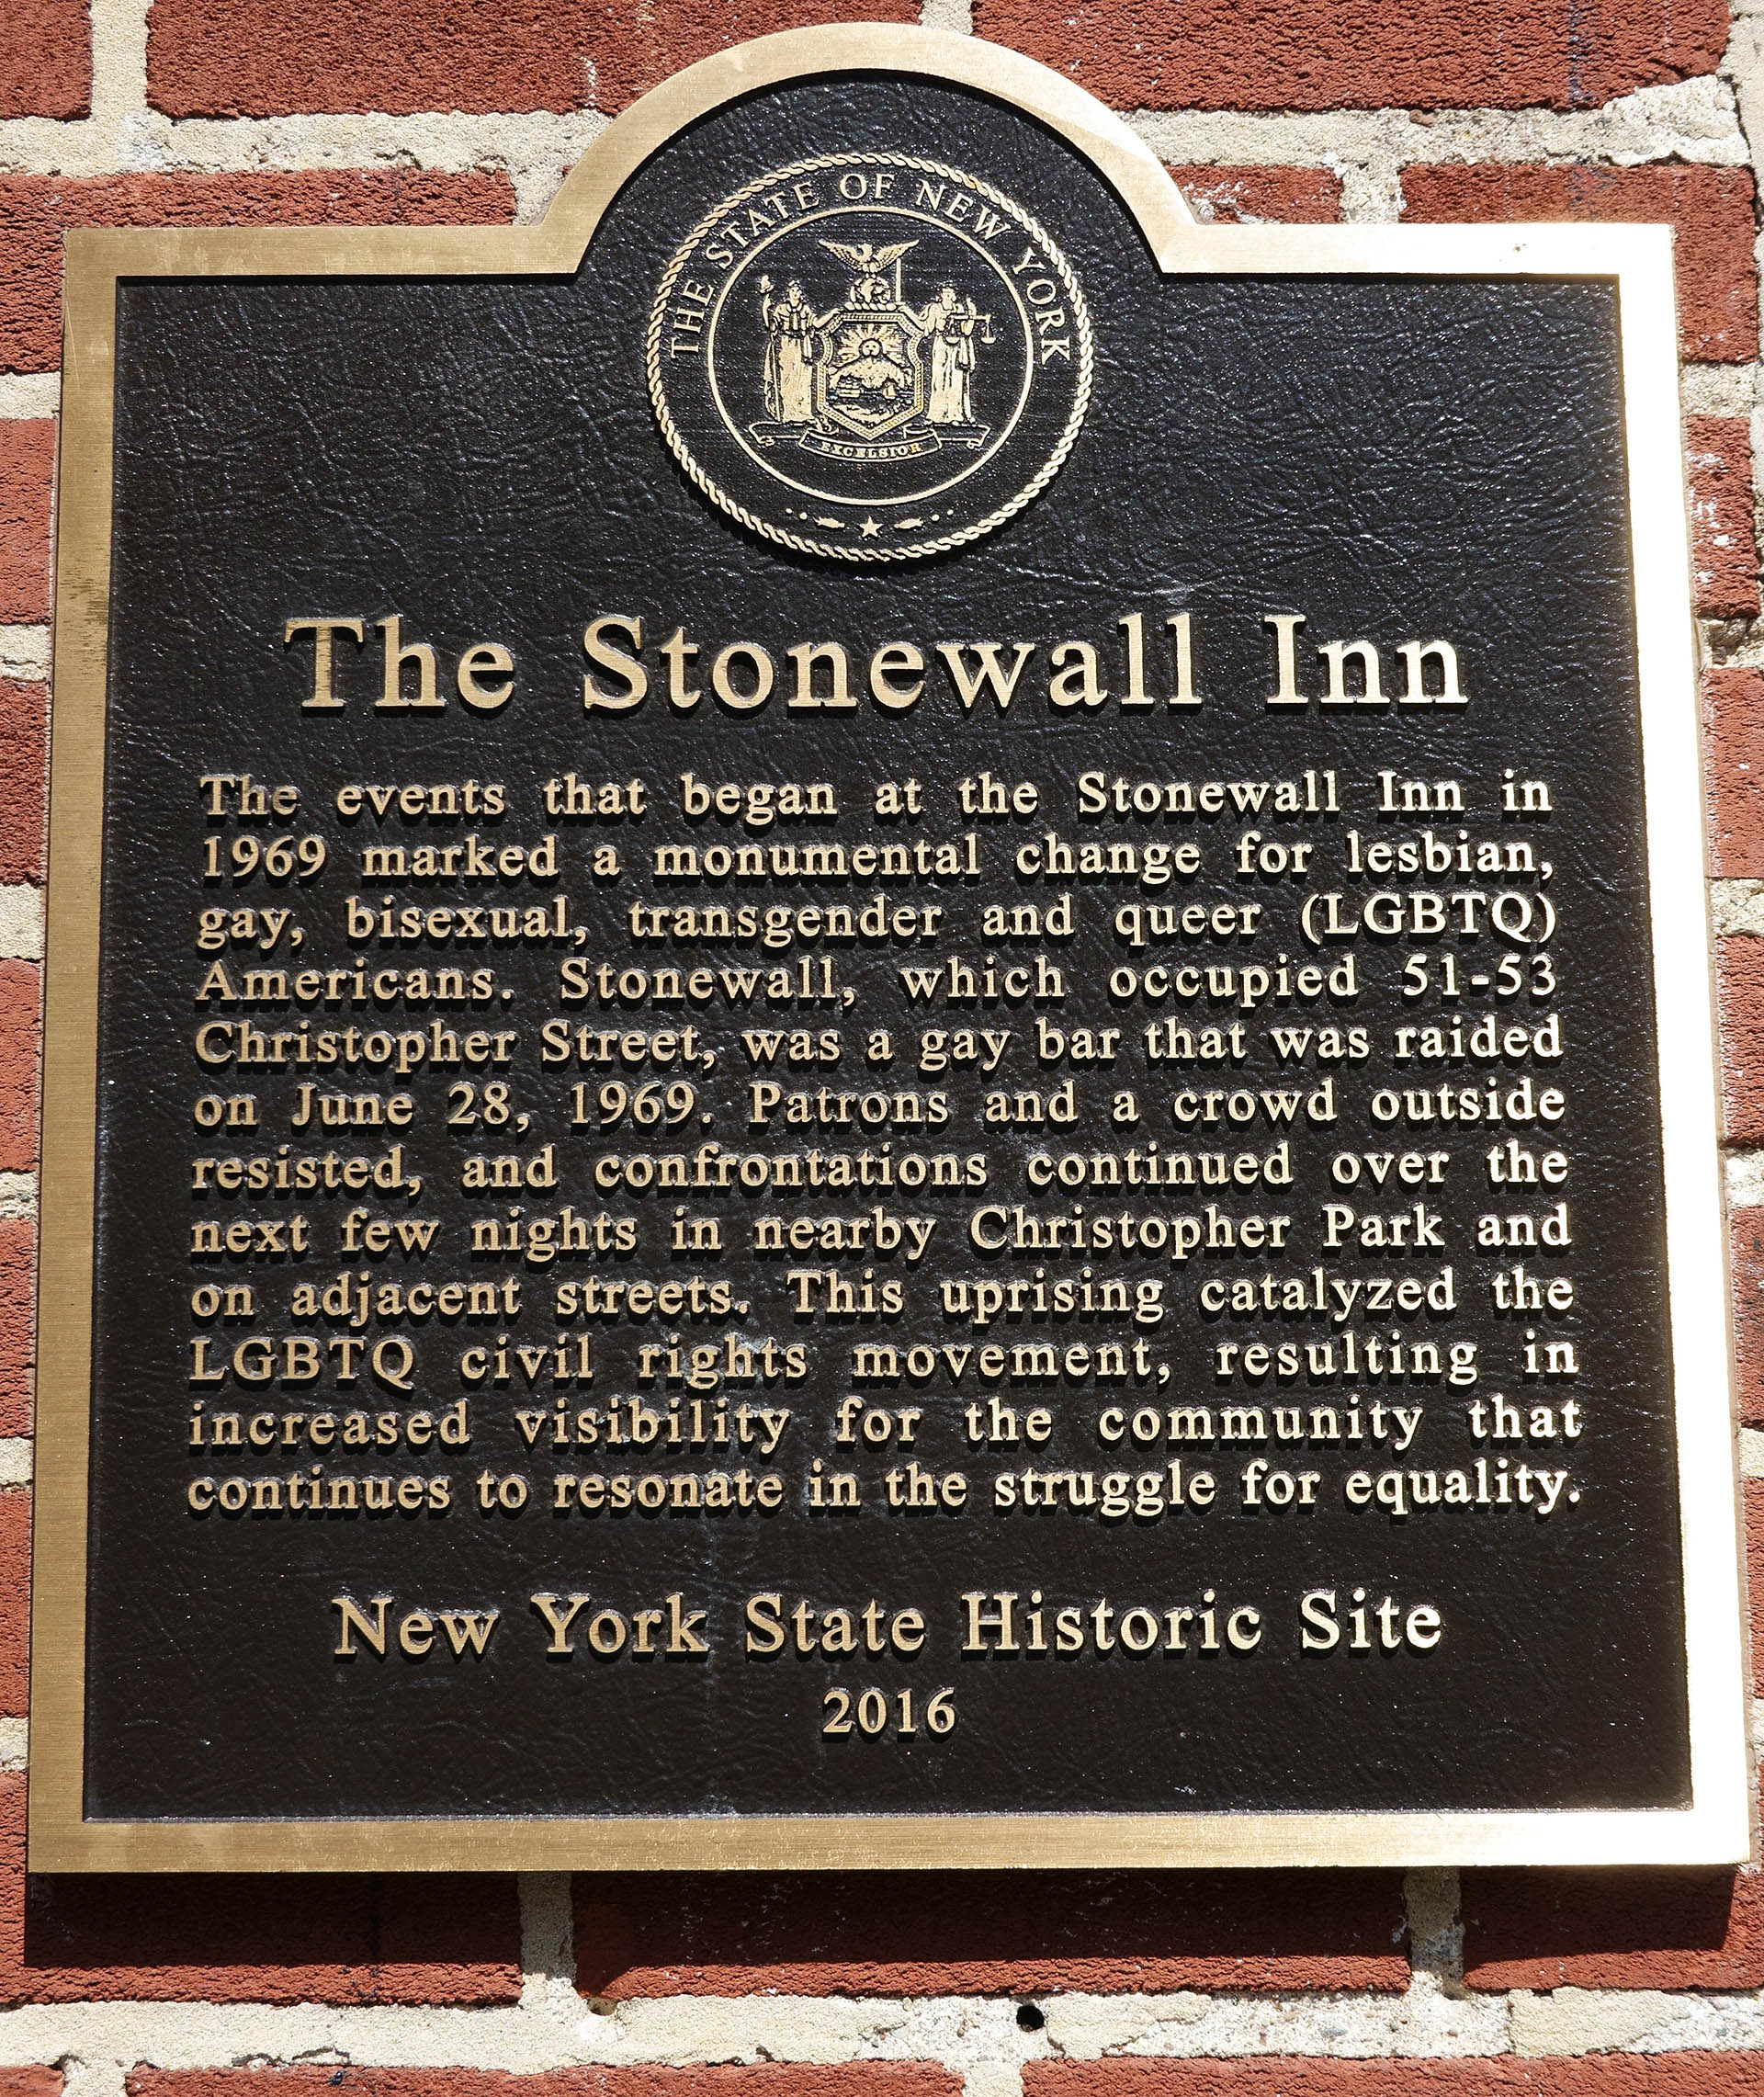 THE STATE OF NEW YORK
EXCELSIOR
The Stonewall Inn
The events that began at the Stonewall Inn in
1969 marked a monumental change for lesbian,
gay, bisexual, transgender and queer (LGBTQ)
Americans. Stonewall, which occupied 51-53
Christopher Street, was a gay bar that was raided
on June 28, 1969. Patrons and a crowd outside
resisted, and confrontations continued over the
next few nights in nearby Christopher Park and
on adjacent streets. This uprising catalyzed the
LGBTQ civil rights movement, resulting in
increased visibility for the community that
continues to resonate in the struggle for equality.
New York State Historic Site
2016